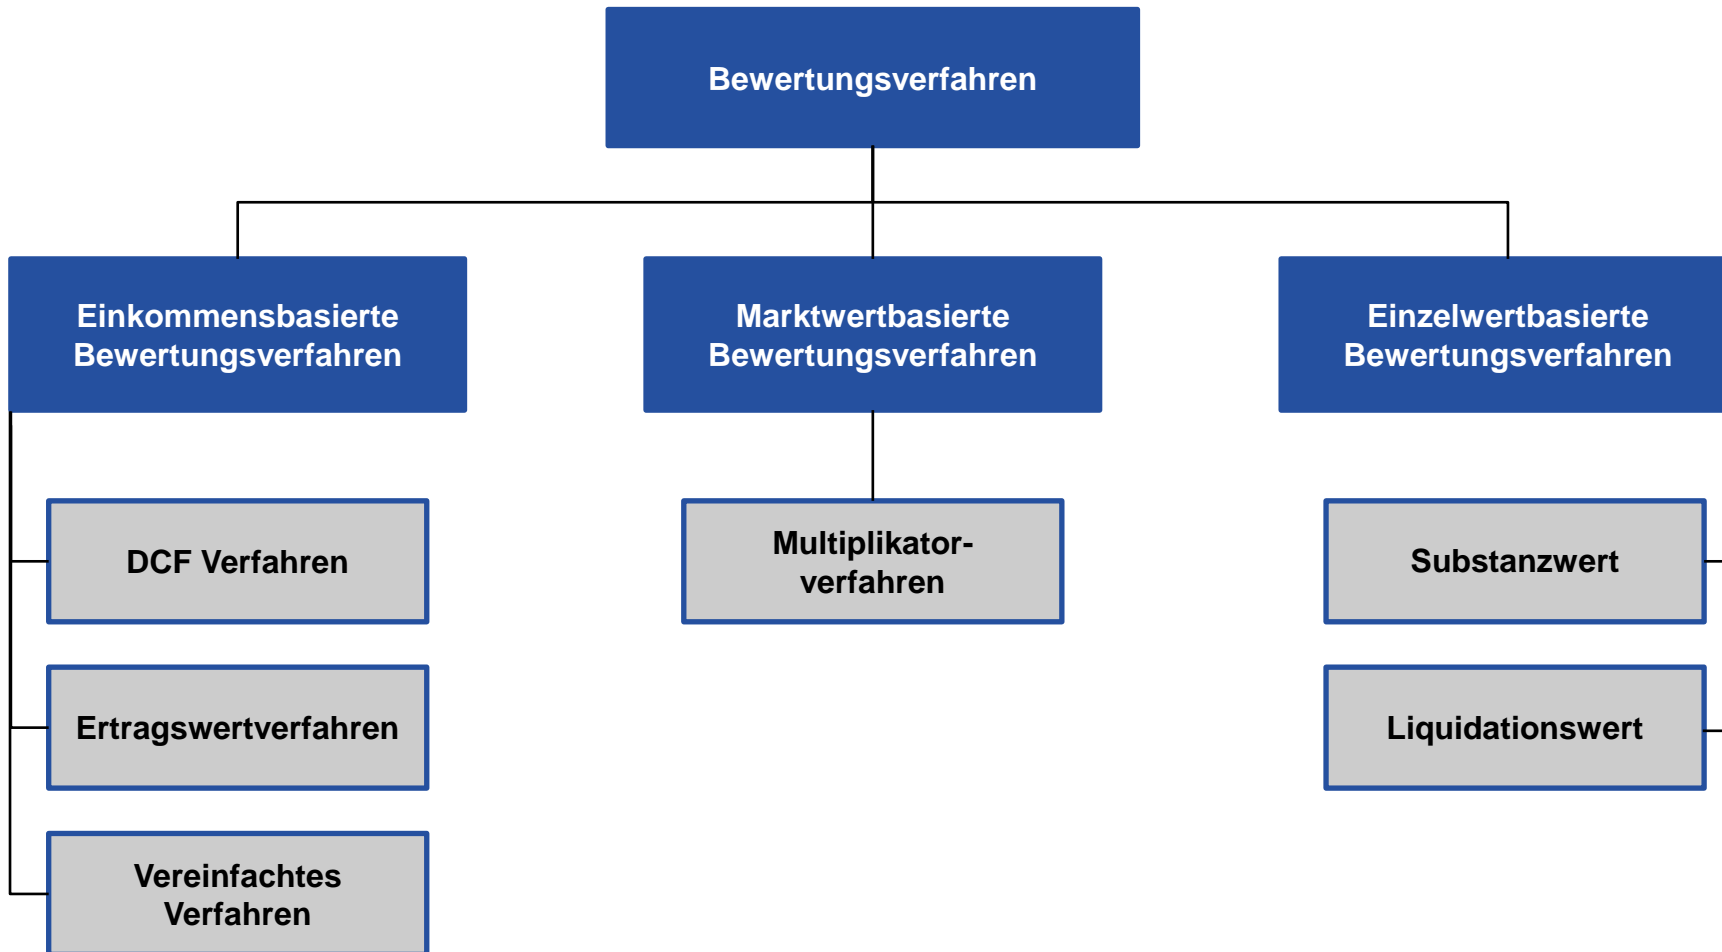 Bewertungsverfahren
Einkommensbasierte
Bewertungsverfahren
Marktwertbasierte
Bewertungsverfahren
Einzelwertbasierte
Bewertungsverfahren
DCF Verfahren
Multiplikator-
verfahren
Substanzwert
Ertragswertverfahren
Liquidationswert
Vereinfachtes
Verfahren